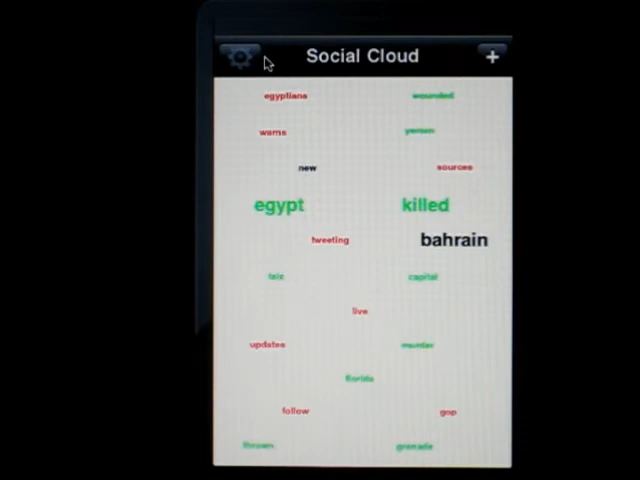 Social Cloud +
egyptians wounded
warns yemen
new sources
egypt killed
tweeting bahrain
taiz capital
live
updates murder
florida
follow gop
thrown grenade